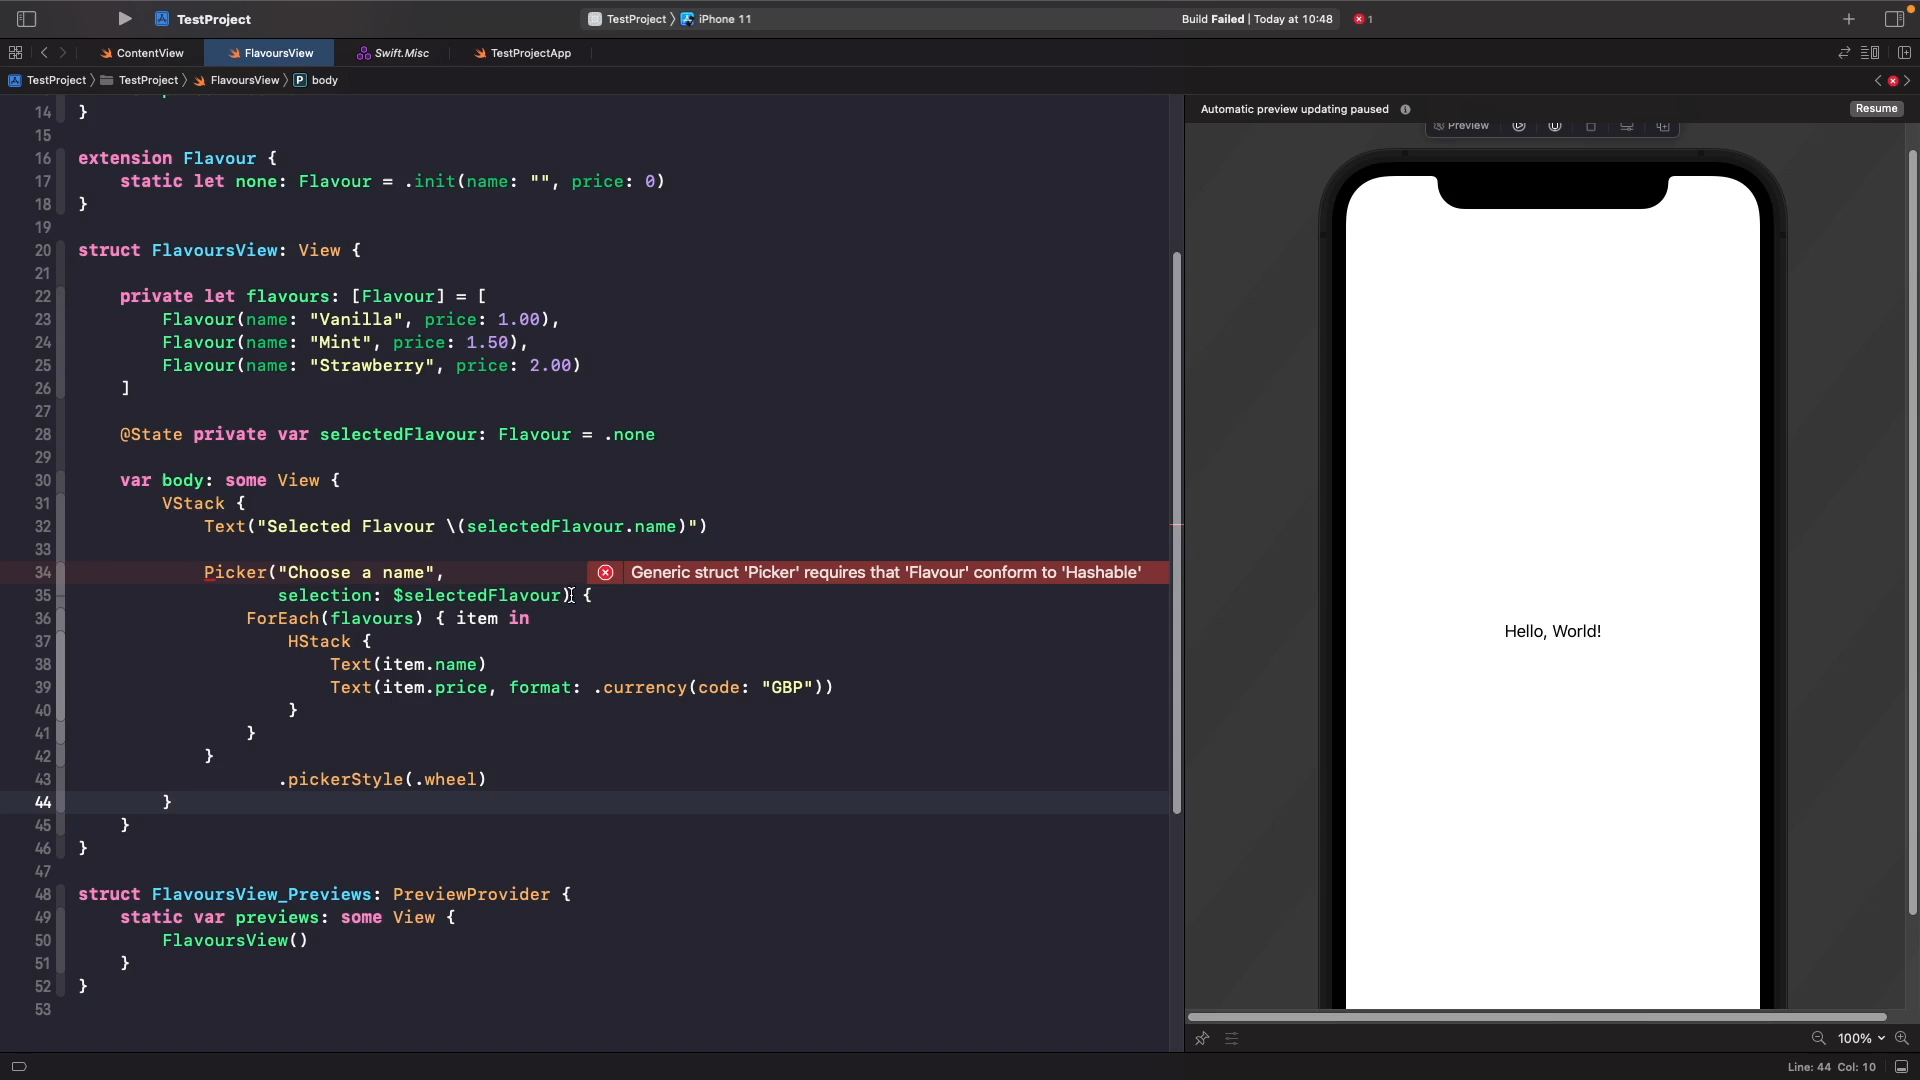 TestProject
TestProject 〉 iPhone 11
Build Failed | Today at 10:48
1
ContentView
FlavoursView
Swift.Misc
TestProjectApp
TestProject 〉 TestProject 〉 FlavoursView 〉 P body
Automatic preview updating paused
Resume
Preview
14 }
15
16 extension Flavour {
17 static let none: Flavour = .init(name: "", price: 0)
18 }
19
20 struct FlavoursView: View {
21
22 private let flavours: [Flavour] = [
23 Flavour(name: "Vanilla", price: 1.00),
24 Flavour(name: "Mint", price: 1.50),
25 Flavour(name: "Strawberry", price: 2.00)
26 ]
27
28 @State private var selectedFlavour: Flavour = .none
29
30 var body: some View {
31 VStack {
32 Text("Selected Flavour \(selectedFlavour.name)")
33
34 Picker("Choose a name", Generic struct 'Picker' requires that 'Flavour' conform to 'Hashable'
35 selection: $selectedFlavour) {
36 ForEach(flavours) { item in
37 HStack {
38 Text(item.name)
39 Text(item.price, format: .currency(code: "GBP"))
40 }
41 }
42 }
43 .pickerStyle(.wheel)
44 }
45 }
46 }
47
48 struct FlavoursView_Previews: PreviewProvider {
49 static var previews: some View {
50 FlavoursView()
51 }
52 }
53
Hello, World!
100%
Line: 44 Col: 10